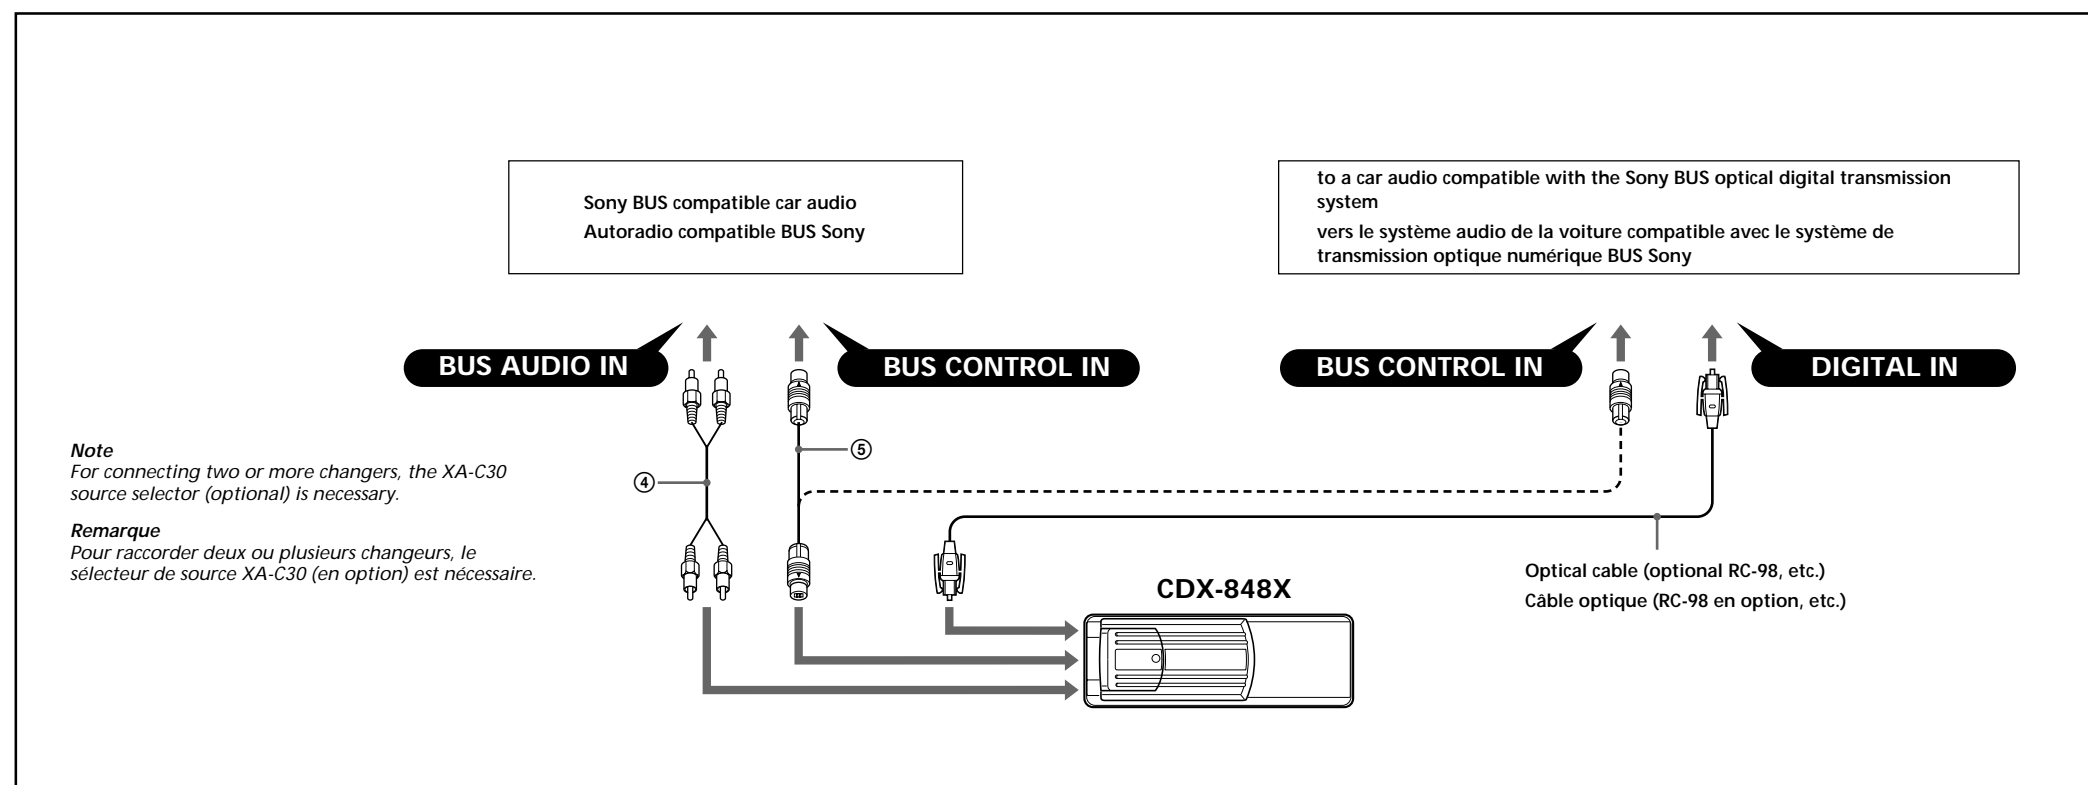 Sony BUS compatible car audio
Autoradio compatible BUS Sony
to a car audio compatible with the Sony BUS optical digital transmission
system
vers le système audio de la voiture compatible avec le système de
transmission optique numérique BUS Sony
BUS AUDIO IN
BUS CONTROL IN
BUS CONTROL IN
DIGITAL IN
Note
For connecting two or more changers, the XA-C30
source selector (optional) is necessary.
Remarque
Pour raccorder deux ou plusieurs changeurs, le
sélecteur de source XA-C30 (en option) est nécessaire.
⑤
④
Optical cable (optional RC-98, etc.)
Câble optique (RC-98 en option, etc.)
CDX-848X